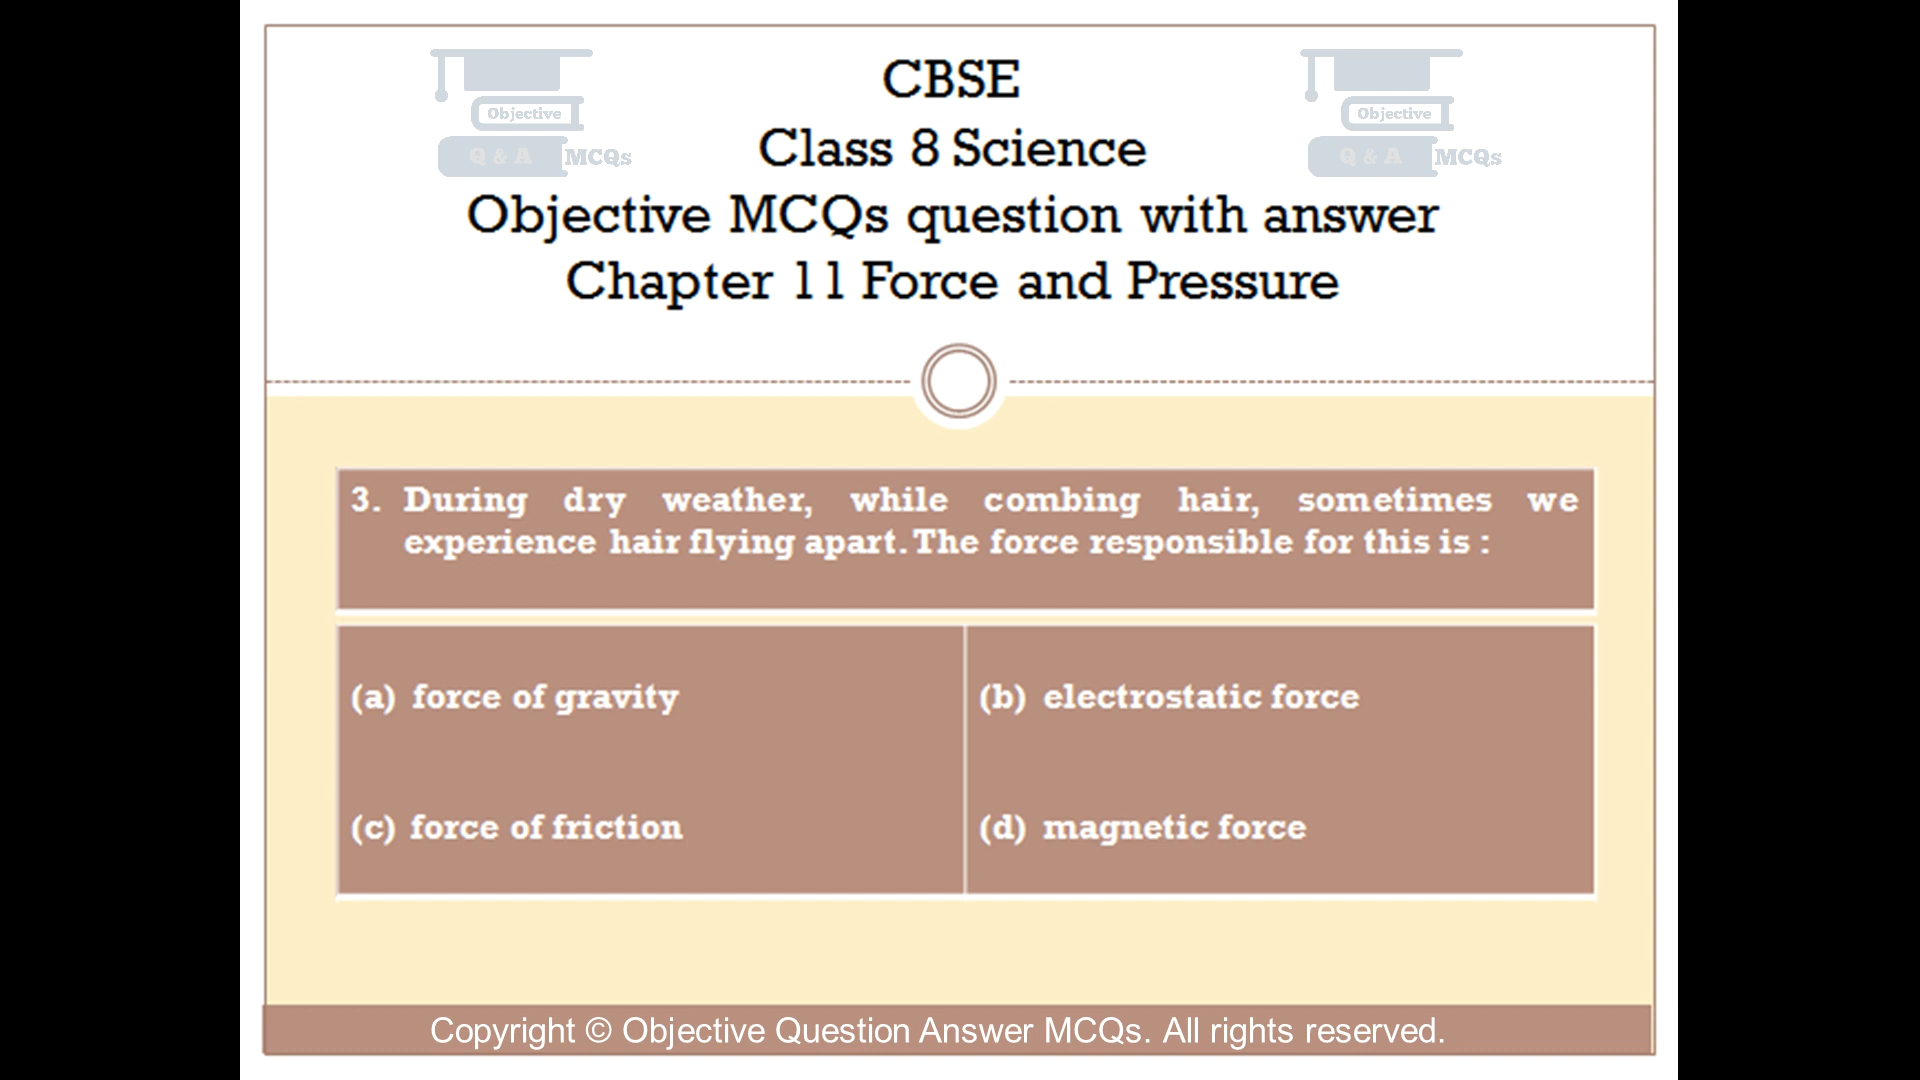 Objective
Q & A MCQs
Objective
Q & A MCQs
CBSE
Class 8 Science
Objective MCQs question with answer
Chapter 11 Force and Pressure
3. During dry weather, while combing hair, sometimes we
experience hair flying apart. The force responsible for this is :
(a) force of gravity
(b) electrostatic force
(c) force of friction
(d) magnetic force
Copyright © Objective Question Answer MCQs. All rights reserved.